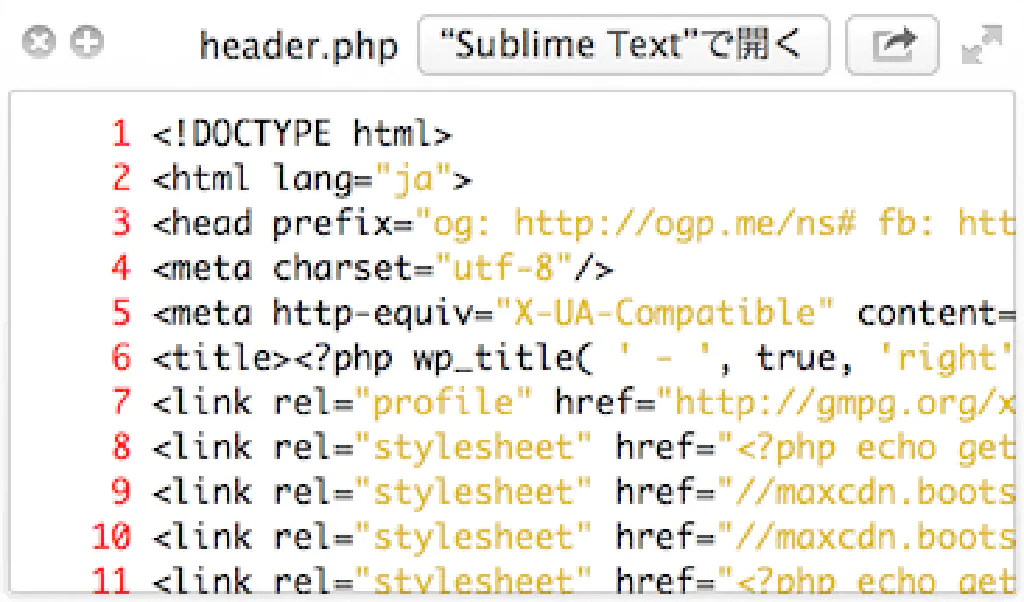 header.php “Sublime Text”で開く
1 <!DOCTYPE html>
2 <html lang="ja">
3 <head prefix="og: http://ogp.me/ns# fb: htt
4 <meta charset="utf-8"/>
5 <meta http-equiv="X-UA-Compatible" content=
6 <title><?php wp_title( ' - ', true, 'right'
7 <link rel="profile" href="http://gmpg.org/x
8 <link rel="stylesheet" href="<?php echo get
9 <link rel="stylesheet" href="//maxcdn.boots
10 <link rel="stylesheet" href="//maxcdn.boots
11 <link rel="stylesheet" href="<?php echo get